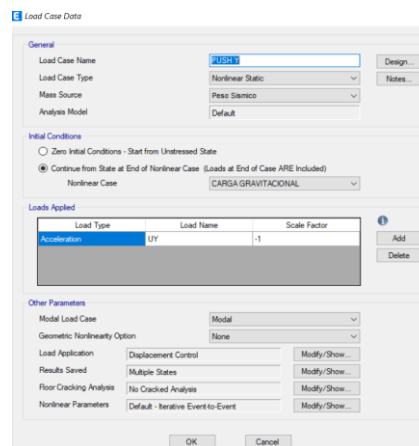 Load Case Data
General
Load Case Name PUSH Y Design...
Load Case Type Nonlinear Static Notes...
Mass Source Peso Sismico
Analysis Model Default
Initial Conditions
Zero Initial Conditions - Start from Unstressed State
Continue from State at End of Nonlinear Case (Loads at End of Case ARE Included)
Nonlinear Case CARGA GRAVITACIONAL
Loads Applied
Load Type Load Name Scale Factor
Acceleration UY -1 Add
Delete
Other Parameters
Modal Load Case Modal
Geometric Nonlinearity Option None
Load Application Displacement Control Modify/Show...
Results Saved Multiple States Modify/Show...
Floor Cracking Analysis No Cracked Analysis Modify/Show...
Nonlinear Parameters Default - Iterative Event-to-Event Modify/Show...
OK Cancel